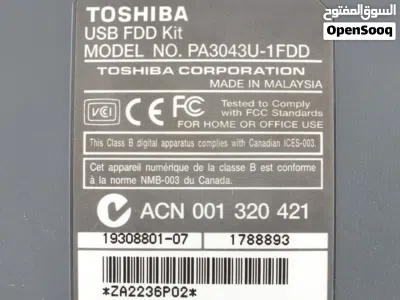 السوق المفتوح
OpenSooq
TOSHIBA
USB FDD Kit
MODEL NO. PA3043U-1FDD
TOSHIBA CORPORATION
MADE IN MALAYSIA
VCI
CE
FC
Tested to Comply
with FCC Standards
FOR HOME OR OFFICE USE
This Class B digital apparatus complies with Canadian ICES-003.
Cet appareil numérique de la classe B est conforme
à la norme NMB-003 du Canada.
ACN 001 320 421
19308801-07
1788893
*ZA2236P02*